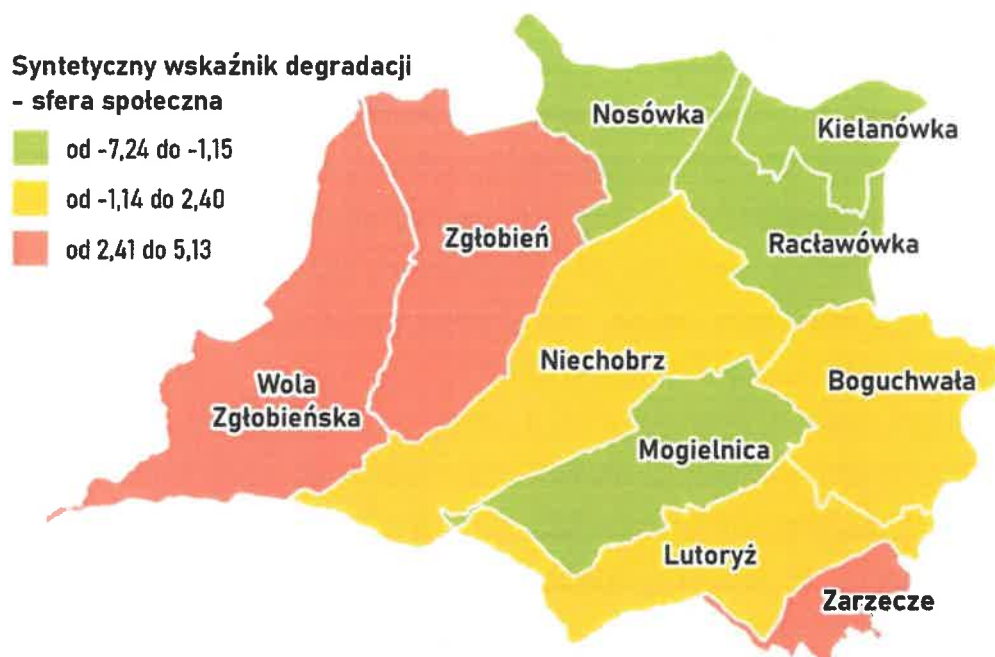 Syntetyczny wskaźnik degradacji
- sfera społeczna
od -7,24 do -1,15
od -1,14 do 2,40
od 2,41 do 5,13
Nosówka
Kielanówka
Zgłobień
Racławówka
Niechobrz
Wola
Zgłobieńska
Boguchwała
Mogielnica
Lutoryż
Zarzecze